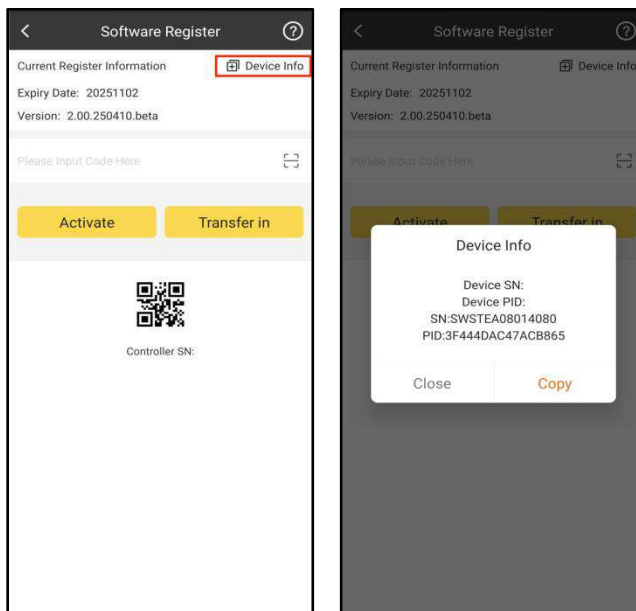 Software Register
Current Register Information Device Info
Expiry Date: 20251102
Version: 2.00.250410.beta
Please Input Code Here
Activate Transfer in
Controller SN:
Software Register
Current Register Information Device Info
Expiry Date: 20251102
Version: 2.00.250410.beta
Please Input Code Here
Activate Transfer in
Device Info
Device SN:
Device PID:
SN:SWSTEA08014080
PID:3F444DAC47ACB865
Close Copy